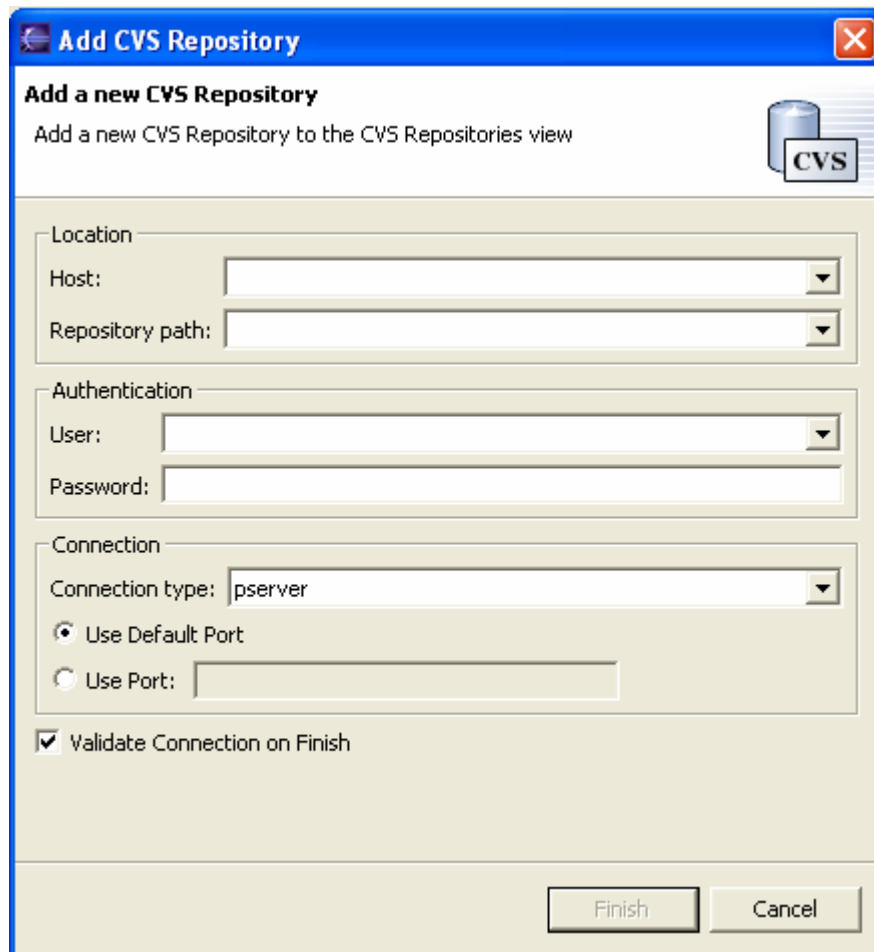 Add CVS Repository
Add a new CVS Repository
Add a new CVS Repository to the CVS Repositories view
CVS
Location
Host:
Repository path:
Authentication
User:
Password:
Connection
Connection type: pserver
Use Default Port
Use Port:
Validate Connection on Finish
Finish Cancel